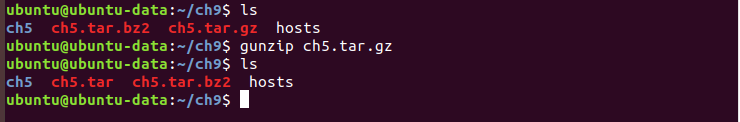 ubuntu@ubuntu-data:~/ch9$ ls
ch5  ch5.tar.bz2  ch5.tar.gz  hosts
ubuntu@ubuntu-data:~/ch9$ gunzip ch5.tar.gz
ubuntu@ubuntu-data:~/ch9$ ls
ch5  ch5.tar  ch5.tar.bz2  hosts
ubuntu@ubuntu-data:~/ch9$